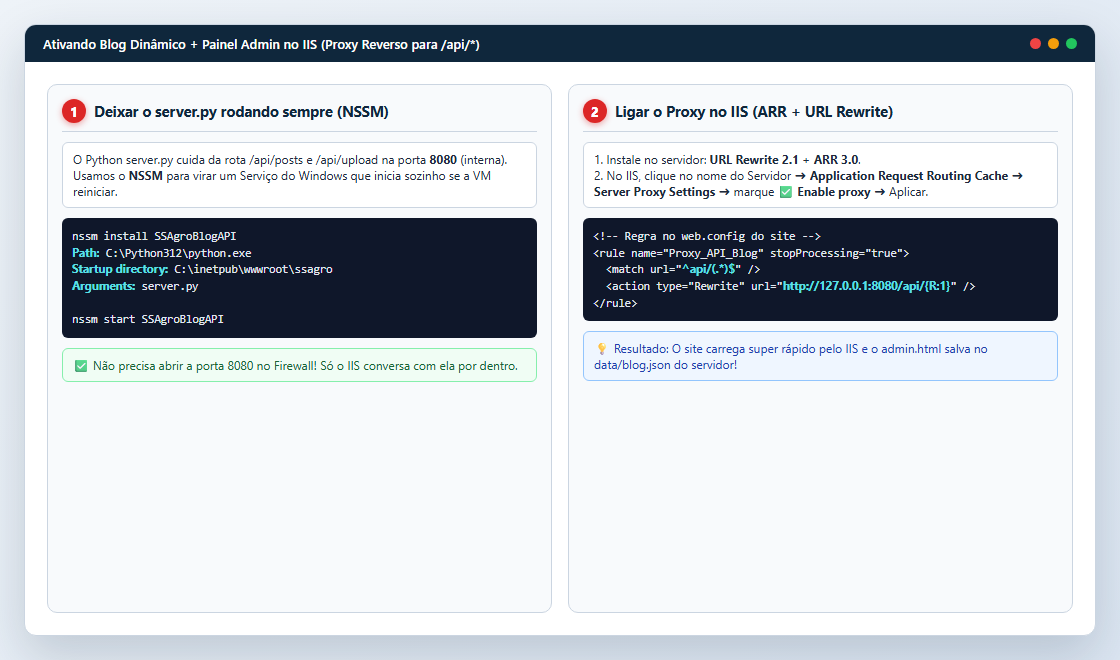 Ativando Blog Dinâmico + Painel Admin no IIS (Proxy Reverso para /api/*)
1 Deixar o server.py rodando sempre (NSSM)
O Python server.py cuida da rota /api/posts e /api/upload na porta 8080 (interna).
Usamos o NSSM para virar um Serviço do Windows que inicia sozinho se a VM
reiniciar.
nssm install SSAgroBlogAPI
Path: C:\Python312\python.exe
Startup directory: C:\inetpub\wwwroot\ssagro
Arguments: server.py
nssm start SSAgroBlogAPI
✅ Não precisa abrir a porta 8080 no Firewall! Só o IIS conversa com ela por dentro.
2 Ligar o Proxy no IIS (ARR + URL Rewrite)
1. Instale no servidor: URL Rewrite 2.1 + ARR 3.0.
2. No IIS, clique no nome do Servidor → Application Request Routing Cache →
Server Proxy Settings → marque ✅ Enable proxy → Aplicar.
<!-- Regra no web.config do site -->
<rule name="Proxy_API_Blog" stopProcessing="true">
  <match url="^api/(.*)$" />
  <action type="Rewrite" url="http://127.0.0.1:8080/api/{R:1}" />
</rule>
💡 Resultado: O site carrega super rápido pelo IIS e o admin.html salva no
data/blog.json do servidor!